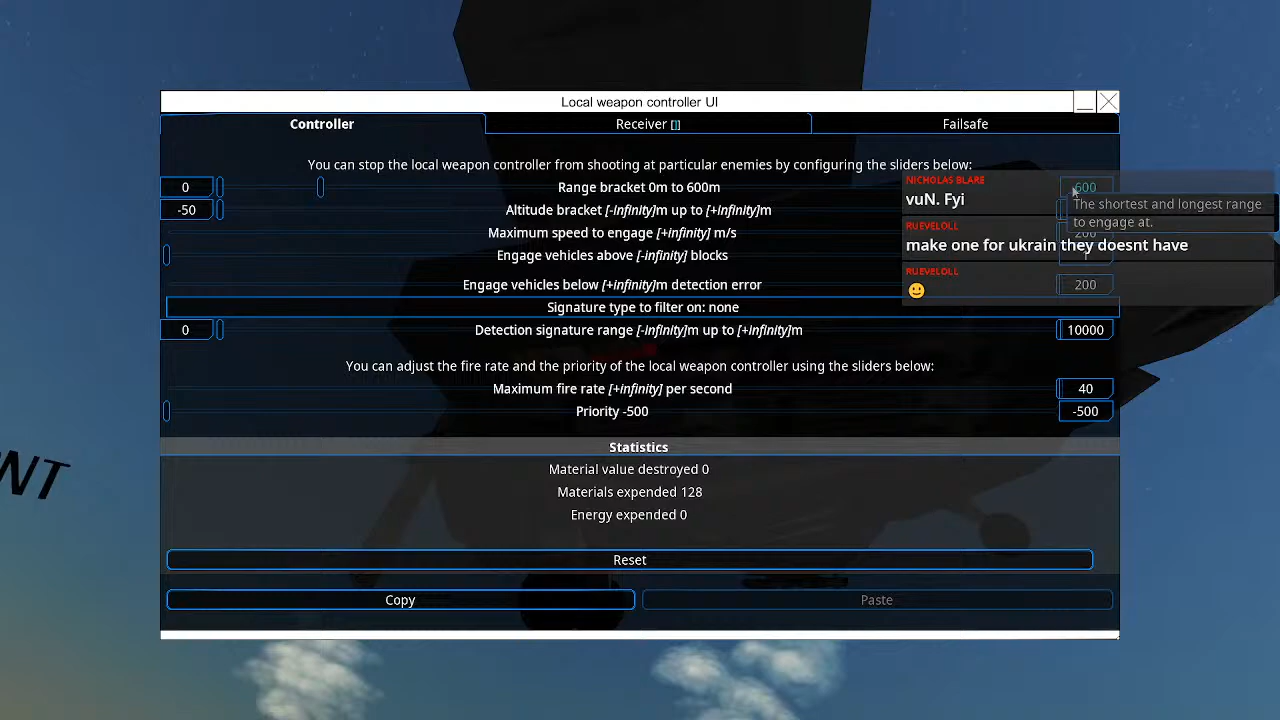 Local weapon controller UI
Controller
Receiver []
Failsafe
You can stop the local weapon controller from shooting at particular enemies by configuring the sliders below:
0 Range bracket 0m to 600m 600
-50 Altitude bracket [-infinity]m up to [+infinity]m
Maximum speed to engage [+infinity] m/s 200
Engage vehicles above [-infinity] blocks
Engage vehicles below [+infinity]m detection error 200
Signature type to filter on: none
0 Detection signature range [-infinity]m up to [+infinity]m 10000
NICHOLAS BLARE
vuN. Fyi
RUEVELOLL
make one for ukrain they doesnt have
RUEVELOLL
🙂
The shortest and longest range
to engage at.
You can adjust the fire rate and the priority of the local weapon controller using the sliders below:
Maximum fire rate [+infinity] per second 40
Priority -500 -500
Statistics
Material value destroyed 0
Materials expended 128
Energy expended 0
Reset
Copy
Paste
NT